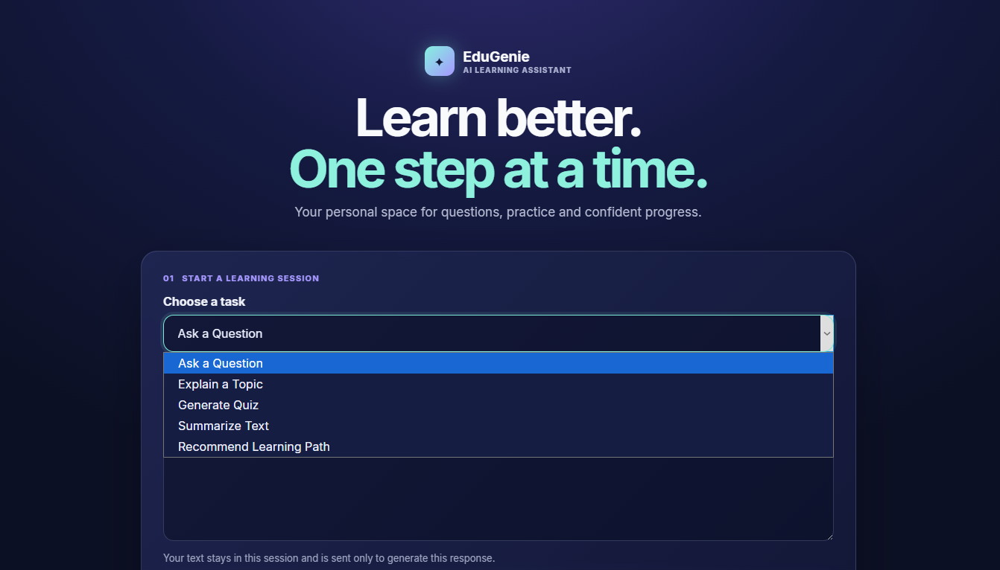 EduGenie
AI LEARNING ASSISTANT
Learn better.
One step at a time.
Your personal space for questions, practice and confident progress.
01 START A LEARNING SESSION
Choose a task
Ask a Question
Ask a Question
Explain a Topic
Generate Quiz
Summarize Text
Recommend Learning Path
Your text stays in this session and is sent only to generate this response.